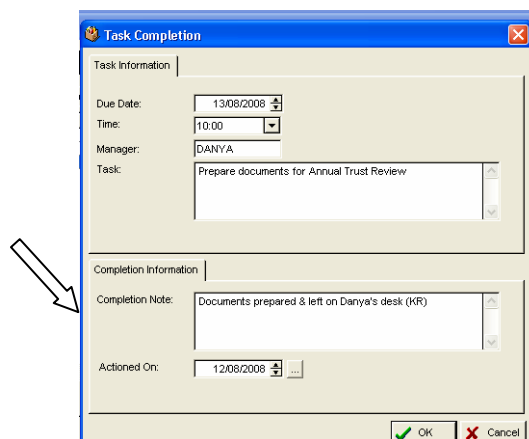 Task Completion
Task Information
Due Date: 13/08/2008
Time: 10:00
Manager: DANYA
Task: Prepare documents for Annual Trust Review
Completion Information
Completion Note: Documents prepared & left on Danya's desk (KR)
Actioned On: 12/08/2008 ...
OK Cancel